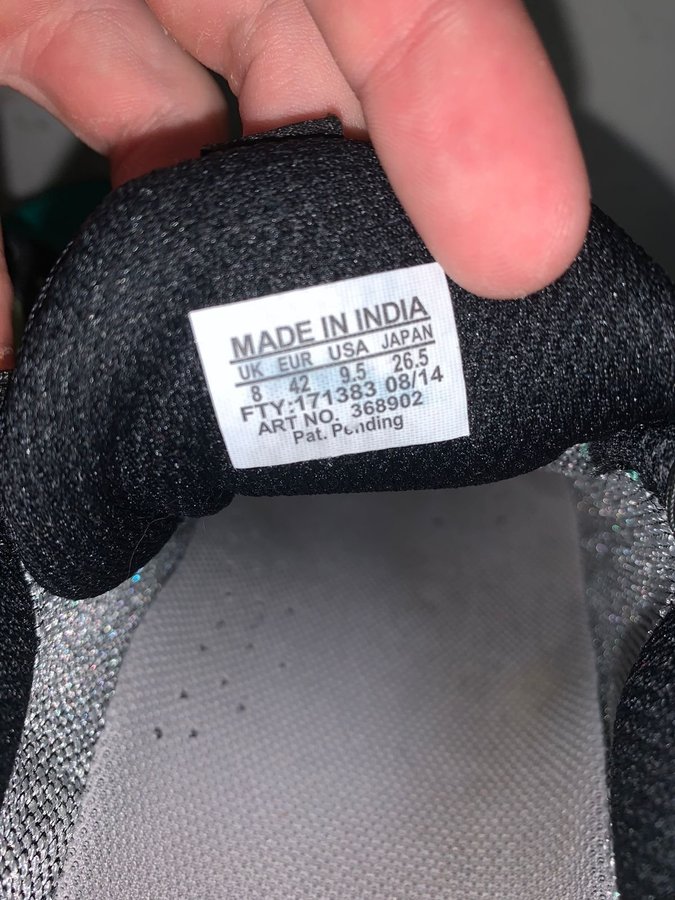 MADE IN INDIA
UK EUR USA JAPAN
8 42 9.5 26.5
FTY:171383 08/14
ART NO. 368902
Pat. Pending